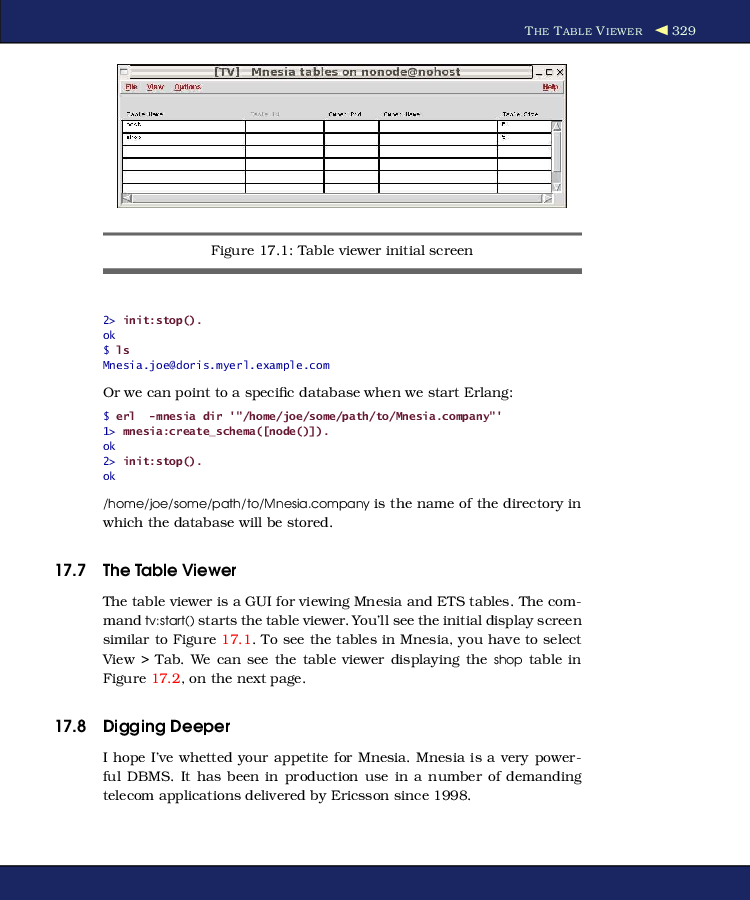 THE TABLE VIEWER ◀ 329
[TV] Mnesia tables on nonode@nohost
File View Options Help
Table Name Table Id Owner Pid Owner Name Table Size
shop
Figure 17.1: Table viewer initial screen
2> init:stop().
ok
$ ls
Mnesia.joe@doris.myerl.example.com
Or we can point to a specific database when we start Erlang:
$ erl -mnesia dir '"/home/joe/some/path/to/Mnesia.company"'
1> mnesia:create_schema([node()]).
ok
2> init:stop().
ok
/home/joe/some/path/to/Mnesia.company is the name of the directory in
which the database will be stored.
17.7 The Table Viewer
The table viewer is a GUI for viewing Mnesia and ETS tables. The com-
mand tv:start() starts the table viewer. You'll see the initial display screen
similar to Figure 17.1. To see the tables in Mnesia, you have to select
View > Tab. We can see the table viewer displaying the shop table in
Figure 17.2, on the next page.
17.8 Digging Deeper
I hope I've whetted your appetite for Mnesia. Mnesia is a very power-
ful DBMS. It has been in production use in a number of demanding
telecom applications delivered by Ericsson since 1998.